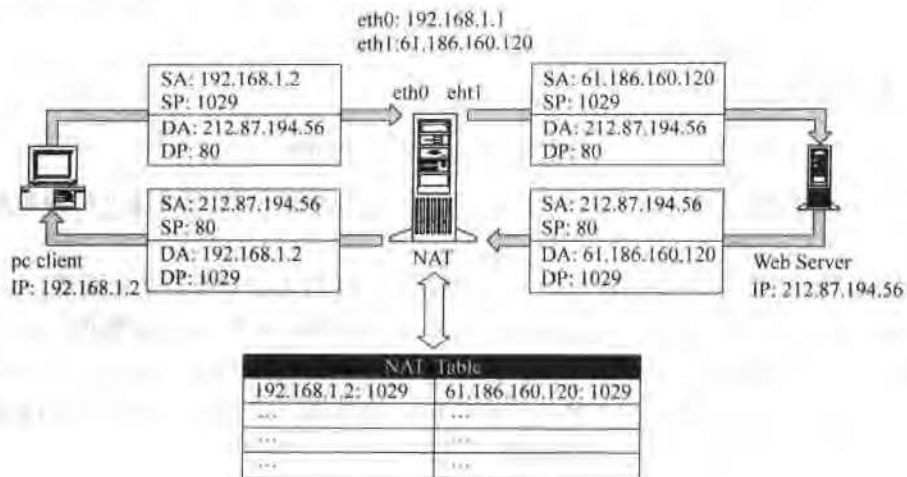 eth0: 192.168.1.1
eth1:61.186.160.120
SA: 192.168.1.2
SP: 1029
DA: 212.87.194.56
DP: 80
eth0 eht1
SA: 61.186.160.120
SP: 1029
DA: 212.87.194.56
DP: 80
SA: 212.87.194.56
SP: 80
DA: 192.168.1.2
DP: 1029
NAT
SA: 212.87.194.56
SP: 80
DA: 61.186.160.120
DP: 1029
pc client
IP: 192.168.1.2
Web Server
IP: 212.87.194.56
NAT Table
192.168.1.2: 1029 61.186.160.120: 1029
... ...
... ...
... ...